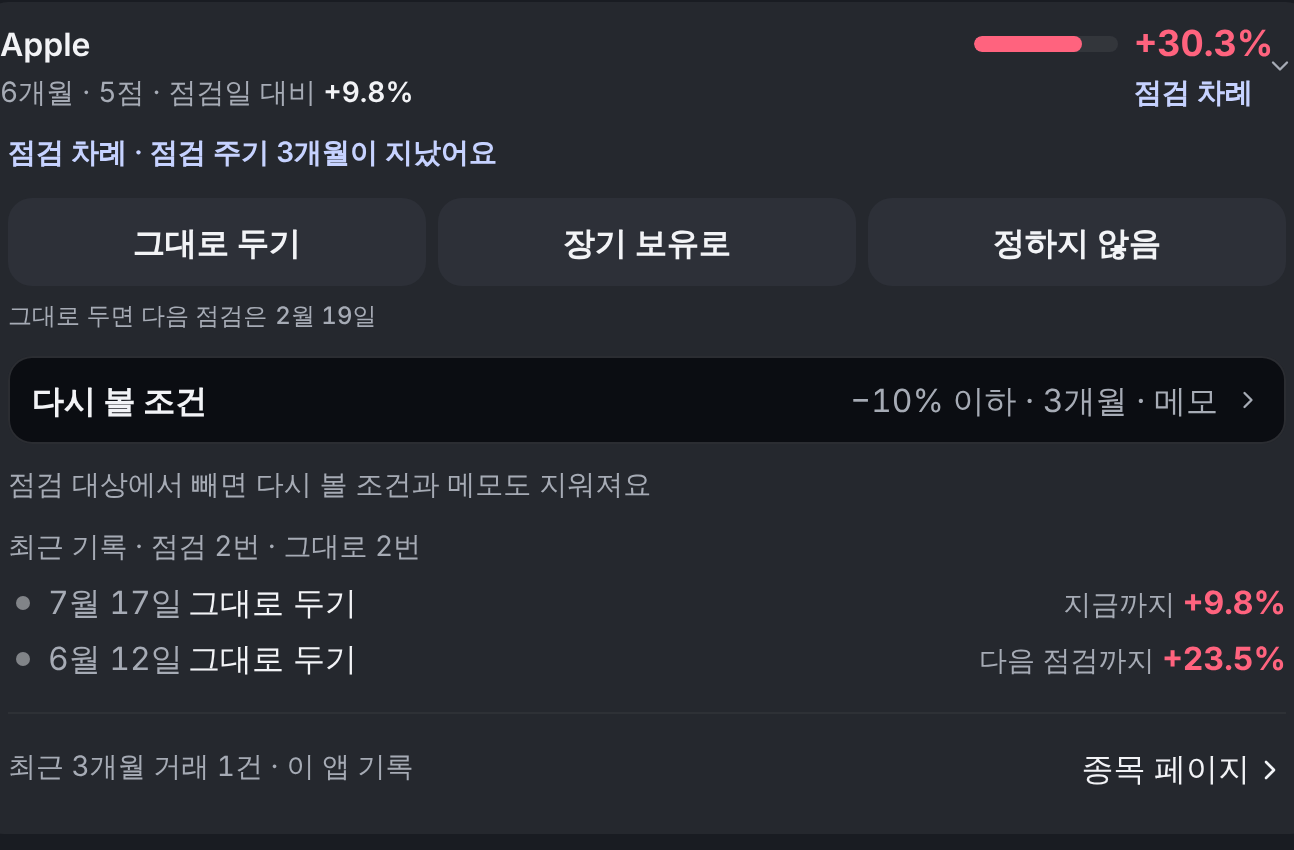 Apple
+30.3%
6개월 · 5점 · 점검일 대비 +9.8%
점검 차례
점검 차례 · 점검 주기 3개월이 지났어요
그대로 두기
장기 보유로
정하지 않음
그대로 두면 다음 점검은 2월 19일
다시 볼 조건
−10% 이하 · 3개월 · 메모
점검 대상에서 빼면 다시 볼 조건과 메모도 지워져요
최근 기록 · 점검 2번 · 그대로 2번
7월 17일 그대로 두기
지금까지 +9.8%
6월 12일 그대로 두기
다음 점검까지 +23.5%
최근 3개월 거래 1건 · 이 앱 기록
종목 페이지